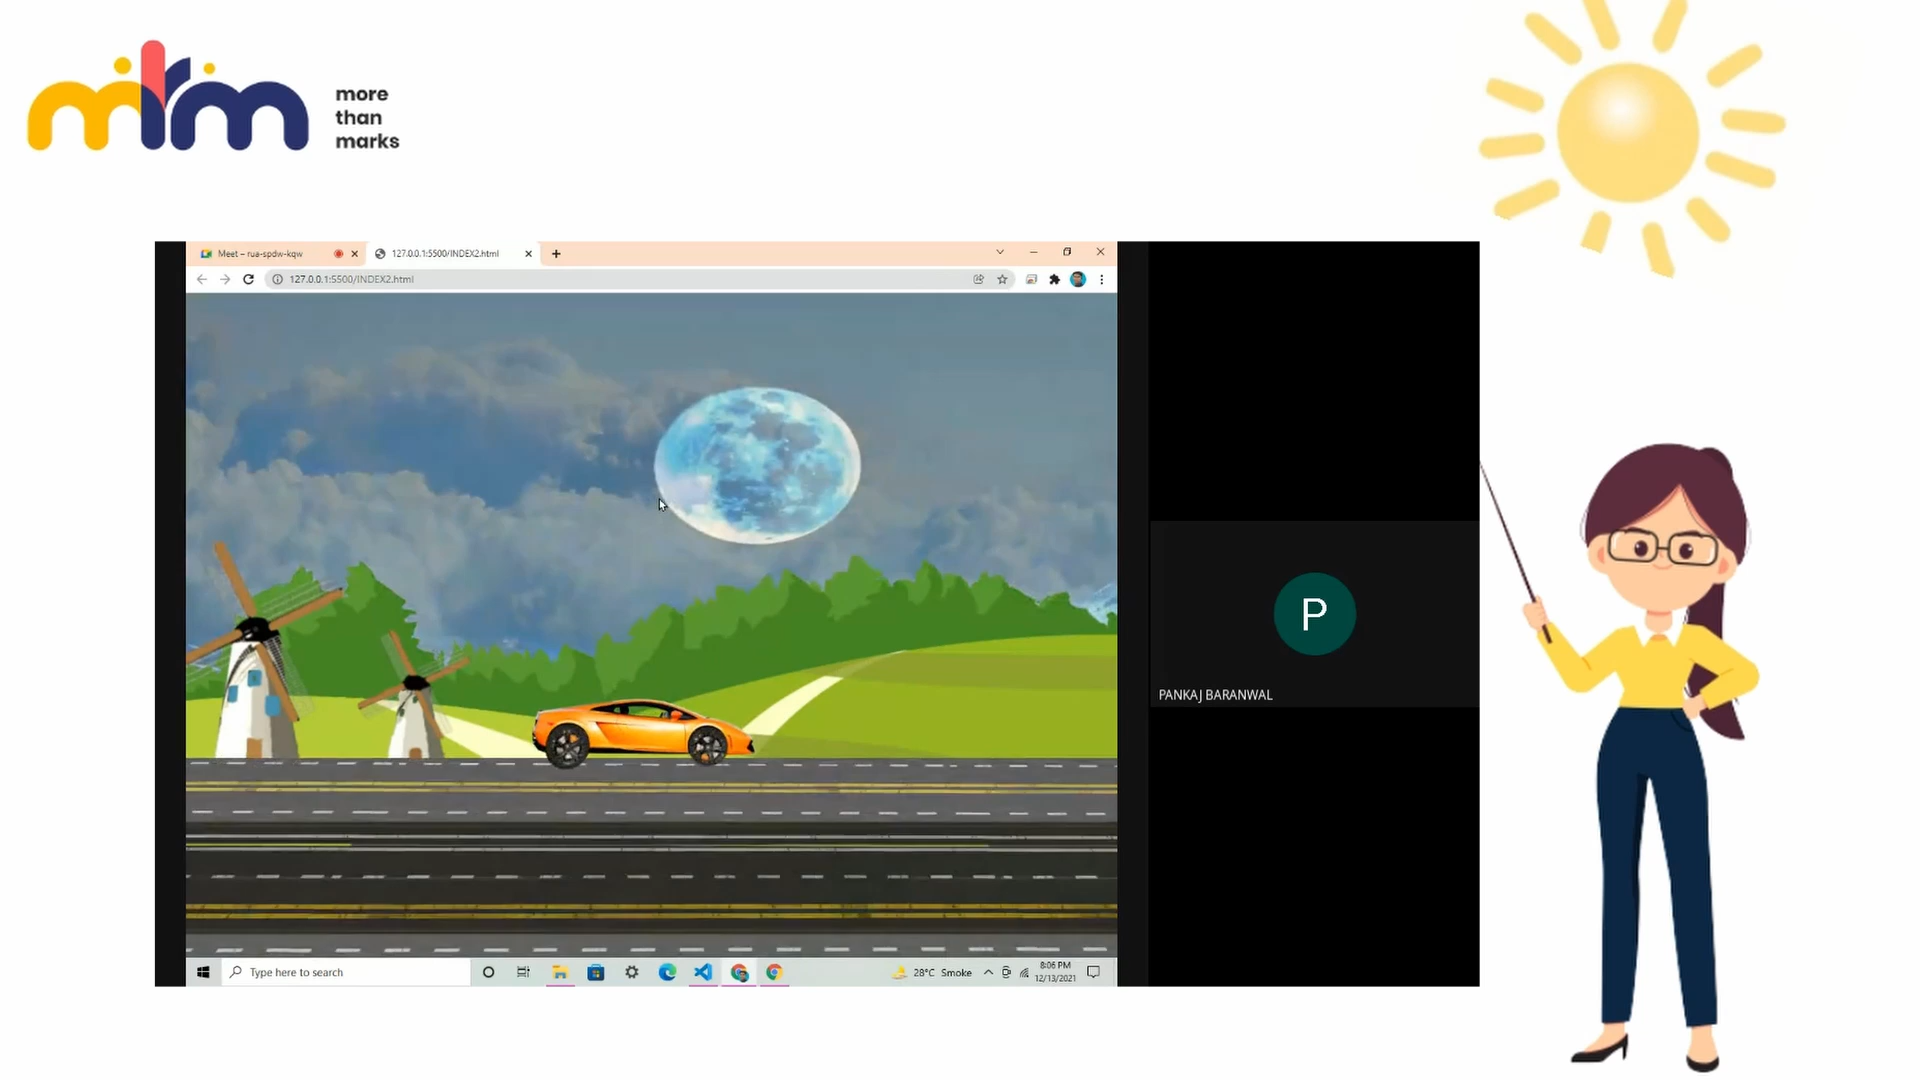 mtm
more
than
marks
Meet – rua-spdw-kqw
127.0.0.1:5500/INDEX2.html
127.0.0.1:5500/INDEX2.html
P
PANKAJ BARANWAL
Type here to search
28°C Smoke
8:06 PM
12/13/2021